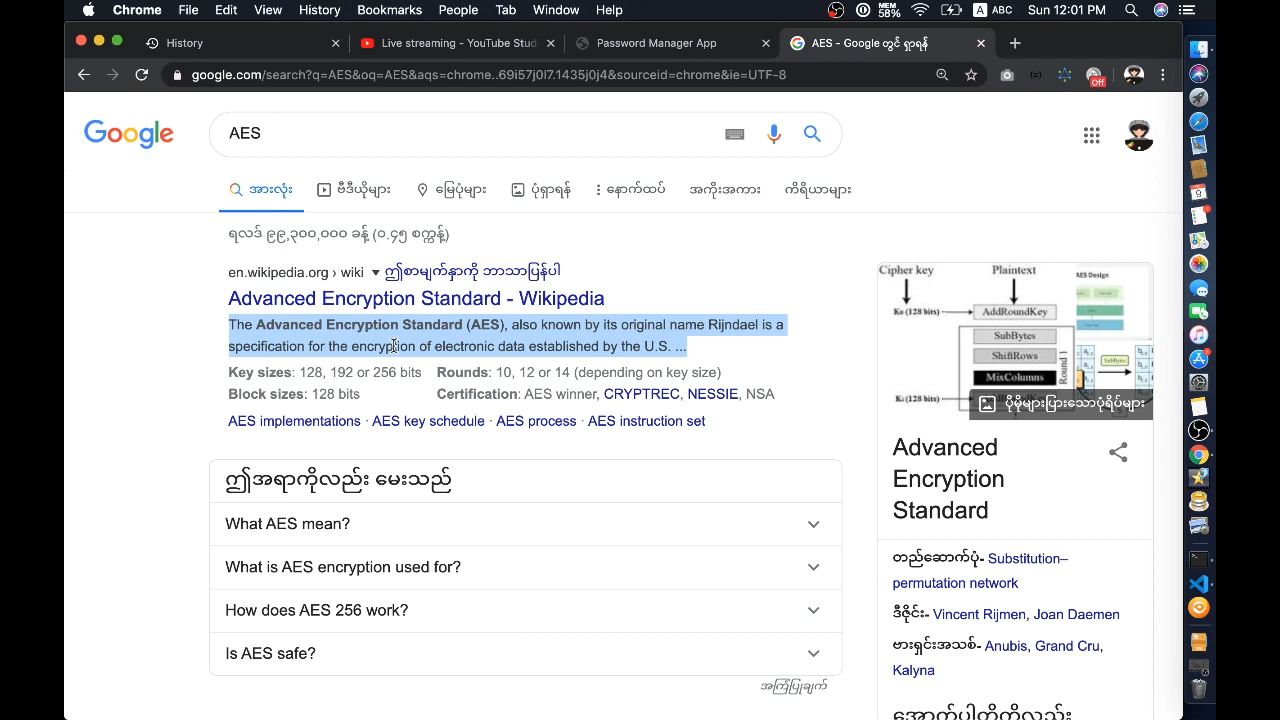 Chrome File Edit View History Bookmarks People Tab Window Help
MEM 58% A ABC Sun 12:01 PM
History
Live streaming - YouTube Studi
Password Manager App
AES - Google တွင် ရှာရန်
google.com/search?q=AES&oq=AES&aqs=chrome..69i57j0l7.1435j0j4&sourceid=chrome&ie=UTF-8
Off
Google
AES
အားလုံး ဗီဒီယိုများ မြေပုံများ ပုံရှာရန် နောက်ထပ် အကိုးအကား ကိရိယာများ
ရလဒ် ၉၉,၃၀၀,၀၀၀ ခန့် (၀.၄၅ စက္ကန့်)
en.wikipedia.org › wiki ▼ ဤစာမျက်နှာကို ဘာသာပြန်ပါ
Advanced Encryption Standard - Wikipedia
The Advanced Encryption Standard (AES), also known by its original name Rijndael is a
specification for the encryption of electronic data established by the U.S. ...
Key sizes: 128, 192 or 256 bits Rounds: 10, 12 or 14 (depending on key size)
Block sizes: 128 bits Certification: AES winner, CRYPTREC, NESSIE, NSA
AES implementations · AES key schedule · AES process · AES instruction set
ဤအရာကိုလည်း မေးသည်
What AES mean?
What is AES encryption used for?
How does AES 256 work?
Is AES safe?
အကြံပြုချက်
Cipher key Plaintext
AES Design
K₀ (128 bits) AddRoundKey
SubBytes
ShiftRows
MixColumns
Round 1
SubBytes
K₁ (128 bits)
ပိုမိုများပြားသောပုံရိပ်များ
Advanced
Encryption
Standard
တည်ဆောက်ပုံ- Substitution–
permutation network
ဒီဇိုင်း- Vincent Rijmen, Joan Daemen
ဗားရှင်းအသစ်- Anubis, Grand Cru,
Kalyna